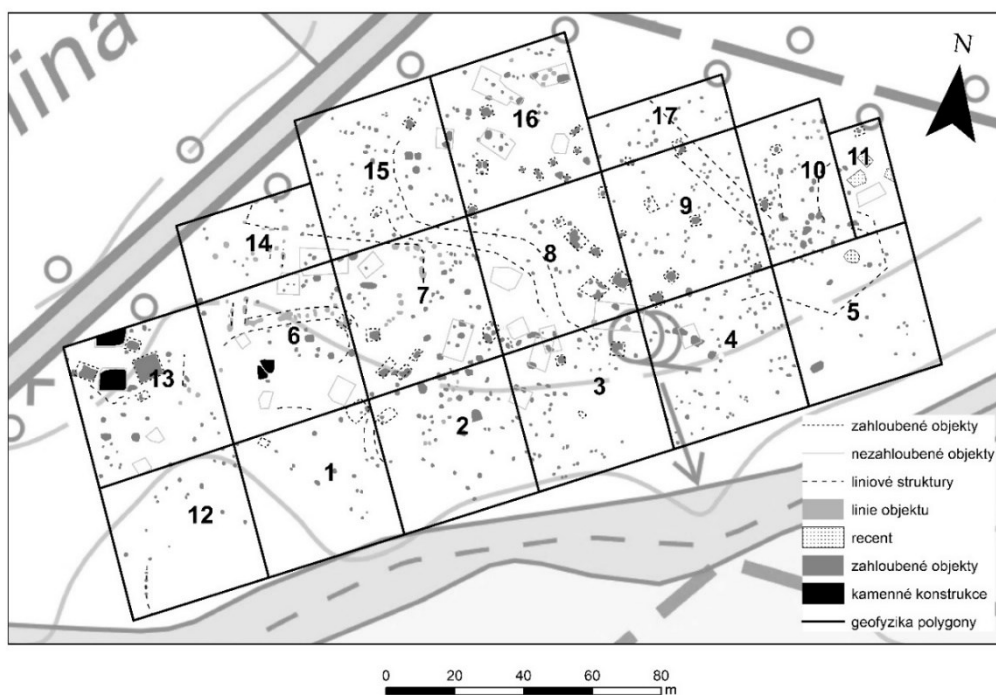 lina
N
16
17
15
11
10
9
14
8
7
5
6
4
13
3
2
1
12
zahloubené objekty
nezahloubené objekty
liniové struktury
linie objektu
recent
zahloubené objekty
kamenné konstrukce
geofyzika polygony
0 20 40 60 80
m